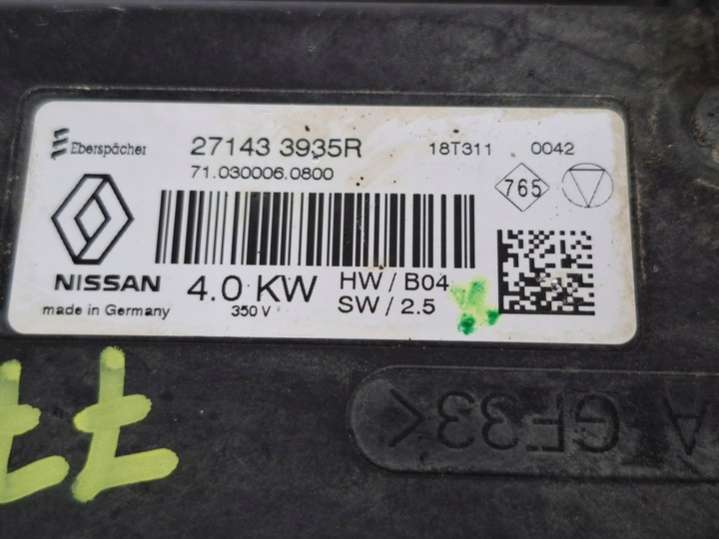 Eberspächer 27143 3935R 18T311 0042
71.030006.0800
765
NISSAN 4.0 KW HW / B04
made in Germany 350 V SW / 2.5
77
A GF33<